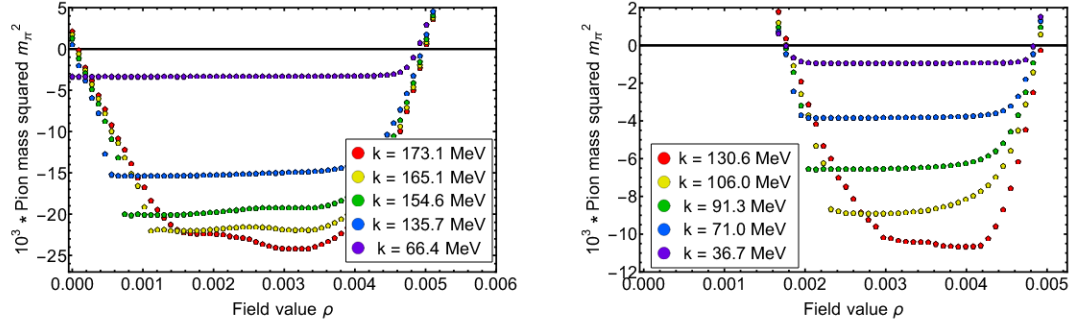 10³ * Pion mass squared mπ²
5
0
−5
−10
−15
−20
−25
k = 173.1 MeV
k = 165.1 MeV
k = 154.6 MeV
k = 135.7 MeV
k = 66.4 MeV
0.000 0.001 0.002 0.003 0.004 0.005 0.006
Field value ρ
10³ * Pion mass squared mπ²
2
0
−2
−4
−6
−8
−10
−12
k = 130.6 MeV
k = 106.0 MeV
k = 91.3 MeV
k = 71.0 MeV
k = 36.7 MeV
0.000 0.001 0.002 0.003 0.004 0.005
Field value ρ